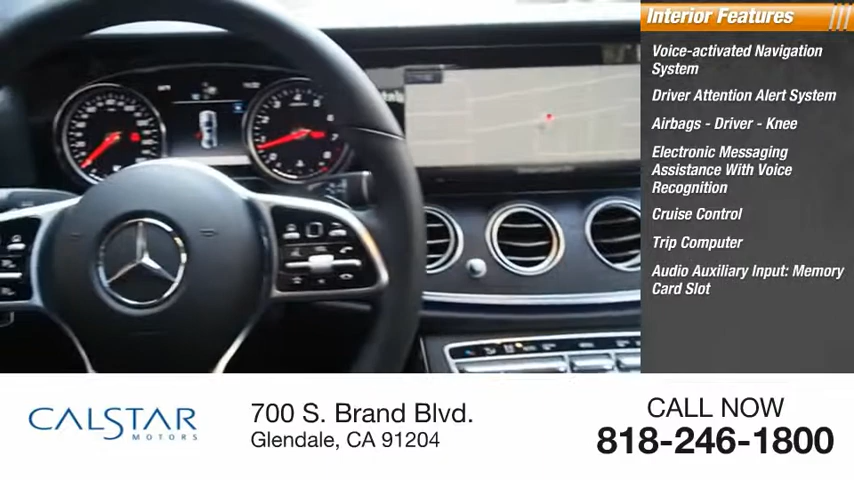 Interior Features
Voice-activated Navigation
System
Driver Attention Alert System
Airbags - Driver - Knee
Electronic Messaging
Assistance With Voice
Recognition
Cruise Control
Trip Computer
Audio Auxiliary Input: Memory
Card Slot
CALSTAR
MOTORS
700 S. Brand Blvd.
Glendale, CA 91204
CALL NOW
818-246-1800